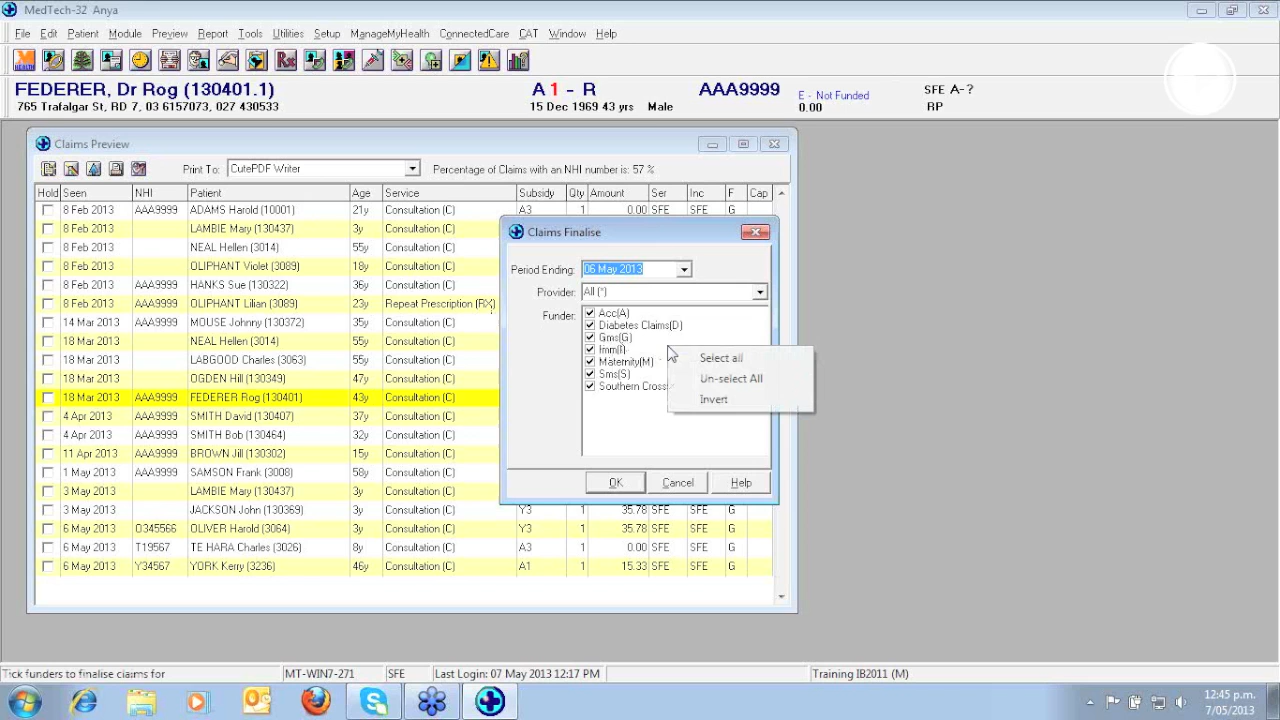 MedTech-32 Anya
File Edit Patient Module Preview Report Tools Utilities Setup ManageMyHealth ConnectedCare CAT Window Help
FEDERER, Dr Rog (130401.1) A 1 - R AAA9999 E - Not Funded SFE A-?
765 Trafalgar St, RD 7, 03 6157073, 027 430533 15 Dec 1969 43 yrs Male 0.00 RP
Claims Preview
Print To: CutePDF Writer Percentage of Claims with an NHI number is: 57 %
Hold Seen NHI Patient Age Service Subsidy Qty Amount Ser Inc F Cap
8 Feb 2013 AAA9999 ADAMS Harold (10001) 21y Consultation (C) A3 1 0.00 SFE SFE G
8 Feb 2013 LAMBIE Mary (130437) 3y Consultation (C)
8 Feb 2013 NEAL Hellen (3014) 55y Consultation (C)
8 Feb 2013 OLIPHANT Violet (3089) 18y Consultation (C)
8 Feb 2013 AAA9999 HANKS Sue (130322) 36y Consultation (C)
8 Feb 2013 AAA9999 OLIPHANT Lilian (3089) 23y Repeat Prescription (RX)
14 Mar 2013 AAA9999 MOUSE Johnny (130372) 35y Consultation (C)
18 Mar 2013 NEAL Hellen (3014) 55y Consultation (C)
18 Mar 2013 LABGOOD Charles (3063) 55y Consultation (C)
18 Mar 2013 OGDEN Hill (130349) 47y Consultation (C)
18 Mar 2013 AAA9999 FEDERER Rog (130401) 43y Consultation (C)
4 Apr 2013 AAA9999 SMITH David (130407) 37y Consultation (C)
4 Apr 2013 AAA9999 SMITH Bob (130464) 32y Consultation (C)
11 Apr 2013 AAA9999 BROWN Jill (130302) 15y Consultation (C)
1 May 2013 AAA9999 SAMSON Frank (3008) 58y Consultation (C)
3 May 2013 LAMBIE Mary (130437) 3y Consultation (C)
3 May 2013 JACKSON John (130369) 39y Consultation (C) Y3 1 35.78 SFE SFE G
6 May 2013 O345566 OLIVER Harold (3064) 51y Consultation (C) Y3 1 35.78 SFE SFE G
6 May 2013 T19567 TE HARA Charles (3026) 8y Consultation (C) A3 1 0.00 SFE SFE G
6 May 2013 Y34567 YORK Kerry (3236) 46y Consultation (C) A1 1 15.33 SFE SFE G
Claims Finalise
Period Ending: 06 May 2013
Provider: All (*)
Funder: Acc(A)
Diabetes Claims(D)
Gms(G)
Imm(I)
Maternity(M)
Sms(S)
Southern Cross
Select all
Un-select All
Invert
OK Cancel Help
Tick funders to finalise claims for MT-WIN7-271 SFE Last Login: 07 May 2013 12:17 PM Training IB2011 (M)
12:45 p.m.
7/05/2013